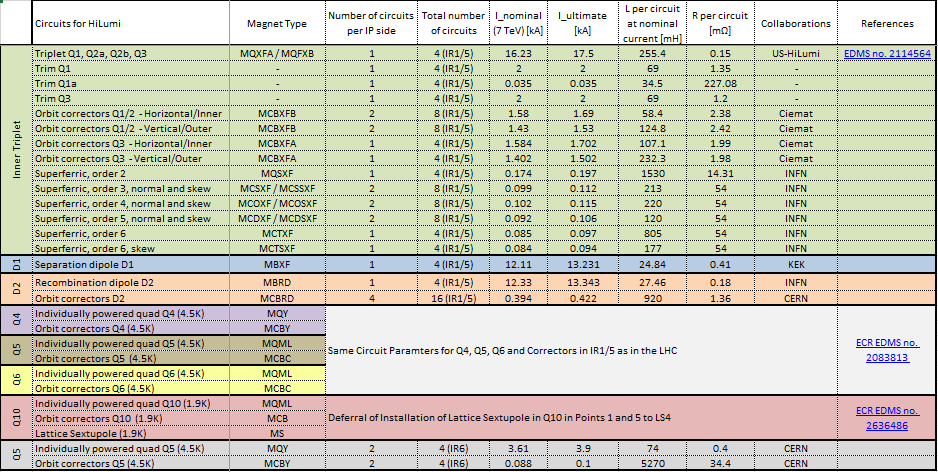 Circuits for HiLumi Magnet Type Number of circuits per IP side Total number of circuits I_nominal (7 TeV) [kA] I_ultimate [kA] L per circuit at nominal current [mH] R per circuit [mΩ] Collaborations References
Inner Triplet
Triplet Q1, Q2a, Q2b, Q3 MQXFA / MQFXB 1 4 (IR1/5) 16.23 17.5 255.4 0.15 US-HiLumi EDMS no. 2114564
Trim Q1 - 1 4 (IR1/5) 2 2 69 1.35 -
Trim Q1a - 1 4 (IR1/5) 0.035 0.035 34.5 227.08 -
Trim Q3 - 1 4 (IR1/5) 2 2 69 1.2 -
Orbit correctors Q1/2 - Horizontal/Inner MCBXFB 2 8 (IR1/5) 1.58 1.69 58.4 2.38 Ciemat
Orbit correctors Q1/2 - Vertical/Outer MCBXFB 2 8 (IR1/5) 1.43 1.53 124.8 2.42 Ciemat
Orbit correctors Q3 - Horizontal/Inner MCBXFA 1 4 (IR1/5) 1.584 1.702 107.1 1.99 Ciemat
Orbit correctors Q3 - Vertical/Outer MCBXFA 1 4 (IR1/5) 1.402 1.502 232.3 1.98 Ciemat
Superferric, order 2 MQSXF 1 4 (IR1/5) 0.174 0.197 1530 14.31 INFN
Superferric, order 3, normal and skew MCSXF / MCSSXF 2 8 (IR1/5) 0.099 0.112 213 54 INFN
Superferric, order 4, normal and skew MCOXF / MCOSXF 2 8 (IR1/5) 0.102 0.115 220 54 INFN
Superferric, order 5, normal and skew MCDXF / MCDSXF 2 8 (IR1/5) 0.092 0.106 120 54 INFN
Superferric, order 6 MCTXF 1 4 (IR1/5) 0.085 0.097 805 54 INFN
Superferric, order 6, skew MCTSXF 1 4 (IR1/5) 0.084 0.094 177 54 INFN
D1 Separation dipole D1 MBXF 1 4 (IR1/5) 12.11 13.231 24.84 0.41 KEK
D2
Recombination dipole D2 MBRD 1 4 (IR1/5) 12.33 13.343 27.46 0.18 INFN
Orbit correctors D2 MCBRD 4 16 (IR1/5) 0.394 0.422 920 1.36 CERN
Q4
Individually powered quad Q4 (4.5K) MQY
Orbit correctors Q4 (4.5K) MCBY
Q5
Individually powered quad Q5 (4.5K) MQML
Orbit correctors Q5 (4.5K) MCBC
Q6
Individually powered quad Q6 (4.5K) MQML
Orbit correctors Q6 (4.5K) MCBC
Same Circuit Paramters for Q4, Q5, Q6 and Correctors in IR1/5 as in the LHC
ECR EDMS no.
2083813
Q10
Individually powered quad Q10 (1.9K) MQML
Orbit correctors Q10 (1.9K) MCB
Lattice Sextupole (1.9K) MS
Deferral of Installation of Lattice Sextupole in Q10 in Points 1 and 5 to LS4
ECR EDMS no.
2636486
Q5
Individually powered quad Q5 (4.5K) MQY 2 4 (IR6) 3.61 3.9 74 0.4 CERN
Orbit correctors Q5 (4.5K) MCBY 2 4 (IR6) 0.088 0.1 5270 34.4 CERN